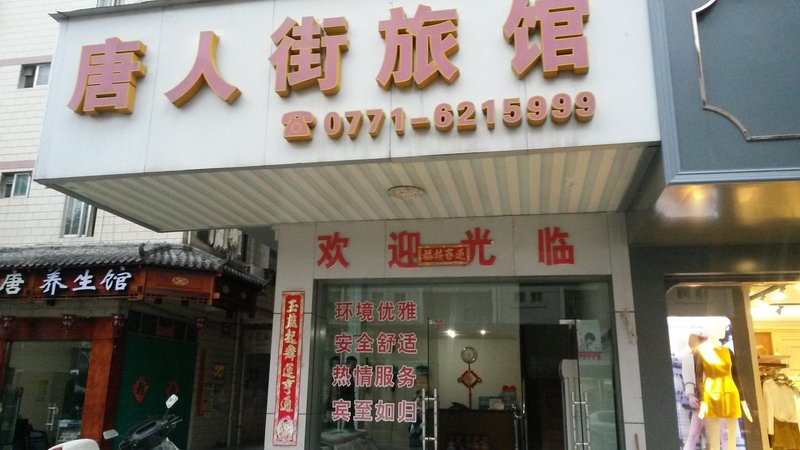 唐人街旅馆
☎0771-6215999
欢迎光临
环境优雅
安全舒适
热情服务
宾至如归
唐 养生馆